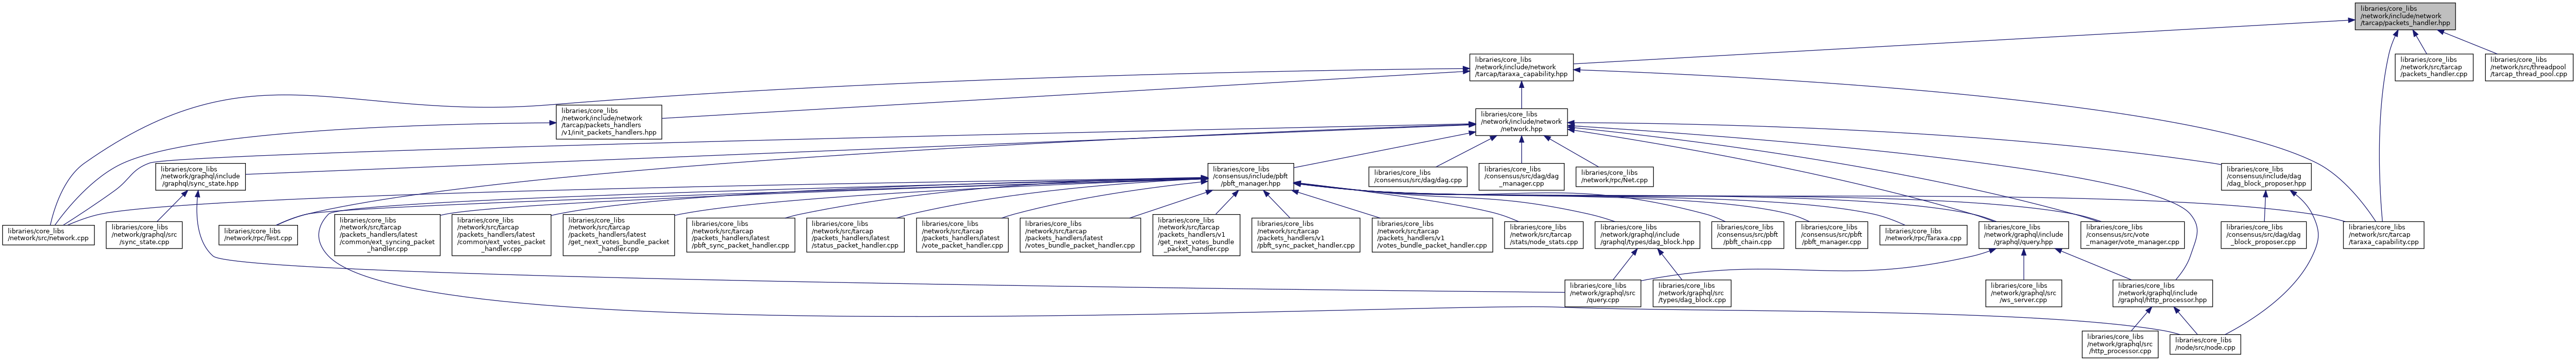 libraries/core_libs
/network/include/network
/tarcap/packets_handler.hpp
libraries/core_libs
/network/include/network
/tarcap/taraxa_capability.hpp
libraries/core_libs
/network/src/tarcap
/packets_handler.cpp
libraries/core_libs
/network/src/threadpool
/tarcap_thread_pool.cpp
libraries/core_libs
/network/include/network
/tarcap/packets_handlers
/v1/init_packets_handlers.hpp
libraries/core_libs
/network/include/network
/network.hpp
libraries/core_libs
/network/graphql/include
/graphql/sync_state.hpp
libraries/core_libs
/consensus/include/pbft
/pbft_manager.hpp
libraries/core_libs
/consensus/src/dag/dag.cpp
libraries/core_libs
/consensus/src/dag/dag
_manager.cpp
libraries/core_libs
/network/rpc/Net.cpp
libraries/core_libs
/consensus/include/dag
/dag_block_proposer.hpp
libraries/core_libs
/network/src/network.cpp
libraries/core_libs
/network/graphql/src
/sync_state.cpp
libraries/core_libs
/network/rpc/Test.cpp
libraries/core_libs
/network/src/tarcap
/packets_handlers/latest
/common/ext_syncing_packet
_handler.cpp
libraries/core_libs
/network/src/tarcap
/packets_handlers/latest
/common/ext_votes_packet
_handler.cpp
libraries/core_libs
/network/src/tarcap
/packets_handlers/latest
/get_next_votes_bundle_packet
_handler.cpp
libraries/core_libs
/network/src/tarcap
/packets_handlers/latest
/pbft_sync_packet_handler.cpp
libraries/core_libs
/network/src/tarcap
/packets_handlers/latest
/status_packet_handler.cpp
libraries/core_libs
/network/src/tarcap
/packets_handlers/latest
/vote_packet_handler.cpp
libraries/core_libs
/network/src/tarcap
/packets_handlers/latest
/votes_bundle_packet_handler.cpp
libraries/core_libs
/network/src/tarcap
/packets_handlers/v1
/get_next_votes_bundle
_packet_handler.cpp
libraries/core_libs
/network/src/tarcap
/packets_handlers/v1
/pbft_sync_packet_handler.cpp
libraries/core_libs
/network/src/tarcap
/packets_handlers/v1
/votes_bundle_packet_handler.cpp
libraries/core_libs
/network/src/tarcap
/stats/node_stats.cpp
libraries/core_libs
/network/graphql/include
/graphql/types/dag_block.hpp
libraries/core_libs
/consensus/src/pbft
/pbft_chain.cpp
libraries/core_libs
/consensus/src/pbft
/pbft_manager.cpp
libraries/core_libs
/network/rpc/Taraxa.cpp
libraries/core_libs
/network/graphql/include
/graphql/query.hpp
libraries/core_libs
/consensus/src/vote
_manager/vote_manager.cpp
libraries/core_libs
/consensus/src/dag/dag
_block_proposer.cpp
libraries/core_libs
/network/src/tarcap
/taraxa_capability.cpp
libraries/core_libs
/network/graphql/src
/query.cpp
libraries/core_libs
/network/graphql/src
/types/dag_block.cpp
libraries/core_libs
/network/graphql/src
/ws_server.cpp
libraries/core_libs
/network/graphql/include
/graphql/http_processor.hpp
libraries/core_libs
/network/graphql/src
/http_processor.cpp
libraries/core_libs
/node/src/node.cpp